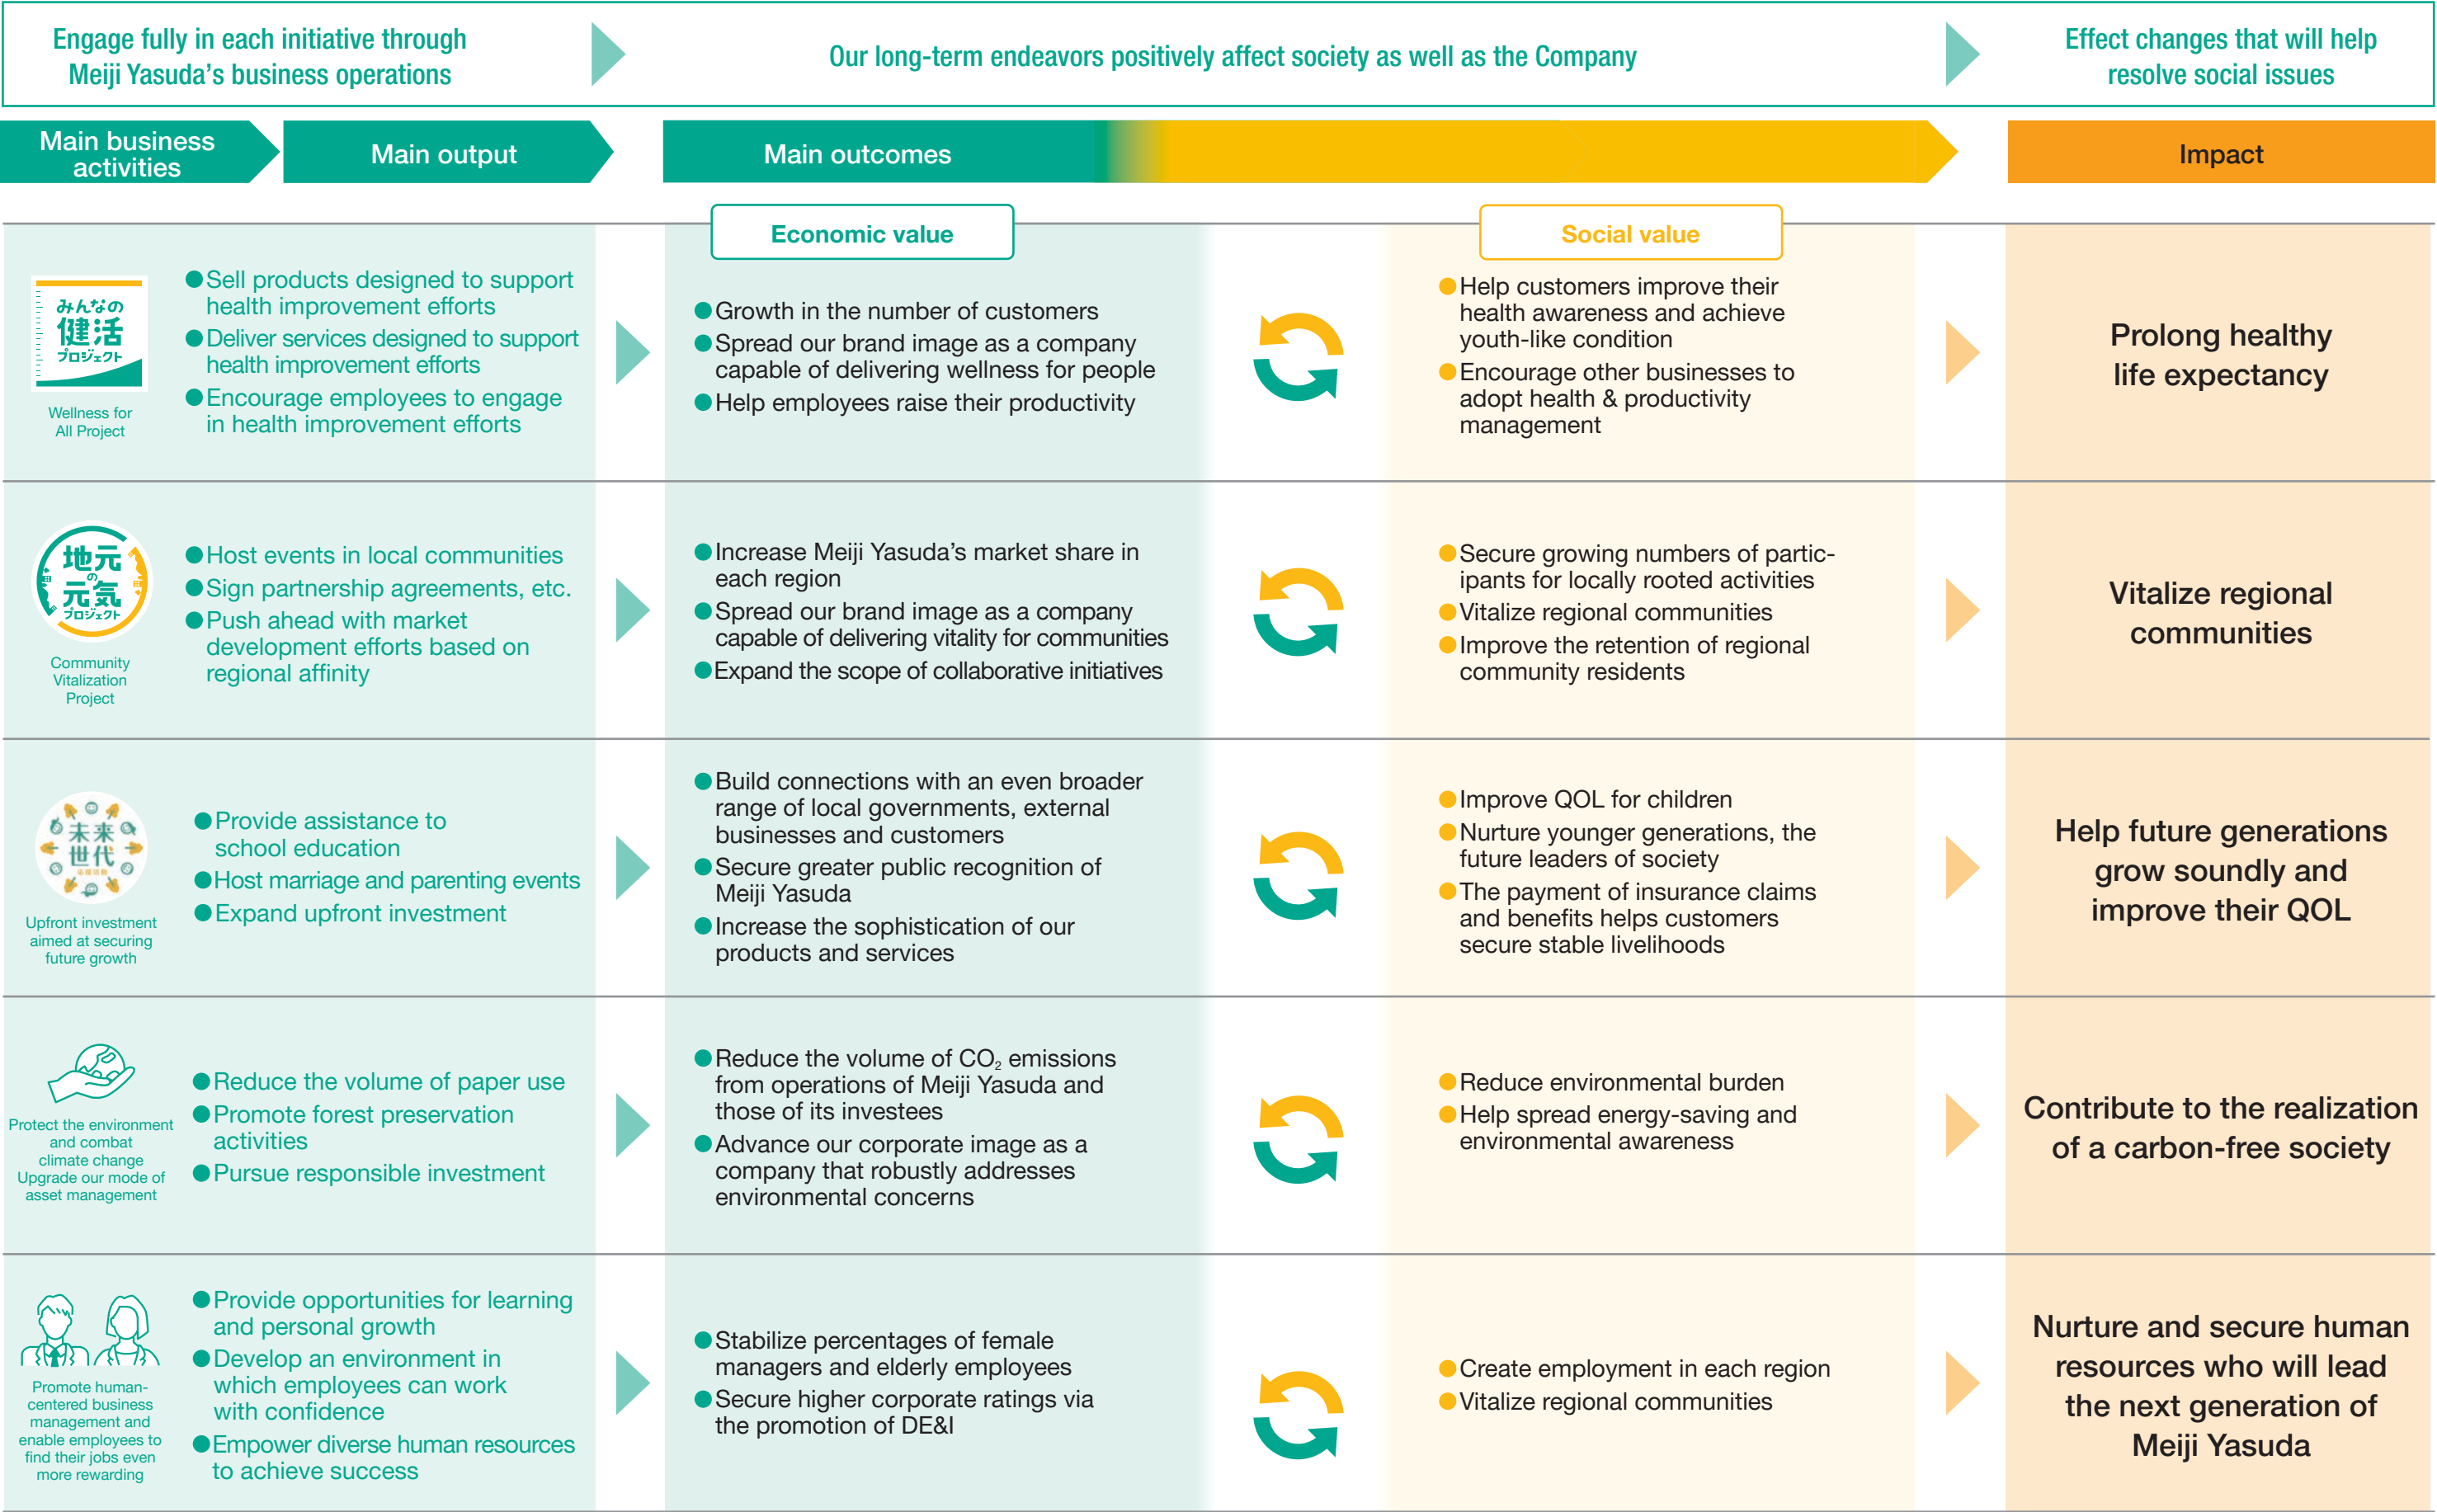 Engage fully in each initiative through
Meiji Yasuda's business operations
Our long-term endeavors positively affect society as well as the Company
Effect changes that will help
resolve social issues
Main business
activities
Main output
Main outcomes
Impact
Economic value
Social value
みんなの
健活
プロジェクト
Wellness for
All Project
●Sell products designed to support
health improvement efforts
●Deliver services designed to support
health improvement efforts
●Encourage employees to engage
in health improvement efforts
●Growth in the number of customers
●Spread our brand image as a company
capable of delivering wellness for people
●Help employees raise their productivity
●Help customers improve their
health awareness and achieve
youth-like condition
●Encourage other businesses to
adopt health & productivity
management
Prolong healthy
life expectancy
地元
の
元気
プロジェクト
Community
Vitalization
Project
●Host events in local communities
●Sign partnership agreements, etc.
●Push ahead with market
development efforts based on
regional affinity
●Increase Meiji Yasuda's market share in
each region
●Spread our brand image as a company
capable of delivering vitality for communities
●Expand the scope of collaborative initiatives
●Secure growing numbers of partic-
ipants for locally rooted activities
●Vitalize regional communities
●Improve the retention of regional
community residents
Vitalize regional
communities
未来
世代
応援活動
Upfront investment
aimed at securing
future growth
●Provide assistance to
school education
●Host marriage and parenting events
●Expand upfront investment
●Build connections with an even broader
range of local governments, external
businesses and customers
●Secure greater public recognition of
Meiji Yasuda
●Increase the sophistication of our
products and services
●Improve QOL for children
●Nurture younger generations, the
future leaders of society
●The payment of insurance claims
and benefits helps customers
secure stable livelihoods
Help future generations
grow soundly and
improve their QOL
Protect the environment
and combat
climate change
Upgrade our mode of
asset management
●Reduce the volume of paper use
●Promote forest preservation
activities
●Pursue responsible investment
●Reduce the volume of CO₂ emissions
from operations of Meiji Yasuda and
those of its investees
●Advance our corporate image as a
company that robustly addresses
environmental concerns
●Reduce environmental burden
●Help spread energy-saving and
environmental awareness
Contribute to the realization
of a carbon-free society
Promote human-
centered business
management and
enable employees to
find their jobs even
more rewarding
●Provide opportunities for learning
and personal growth
●Develop an environment in
which employees can work
with confidence
●Empower diverse human resources
to achieve success
●Stabilize percentages of female
managers and elderly employees
●Secure higher corporate ratings via
the promotion of DE&I
●Create employment in each region
●Vitalize regional communities
Nurture and secure human
resources who will lead
the next generation of
Meiji Yasuda